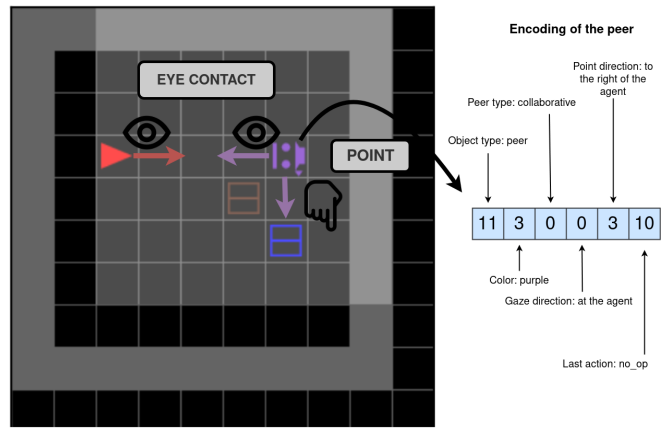 Encoding of the peer
Point direction: to
the right of the
agent
EYE CONTACT
Peer type: collaborative
Object type: peer
POINT
11 3 0 0 3 10
Color: purple
Gaze direction: at the agent
Last action: no_op